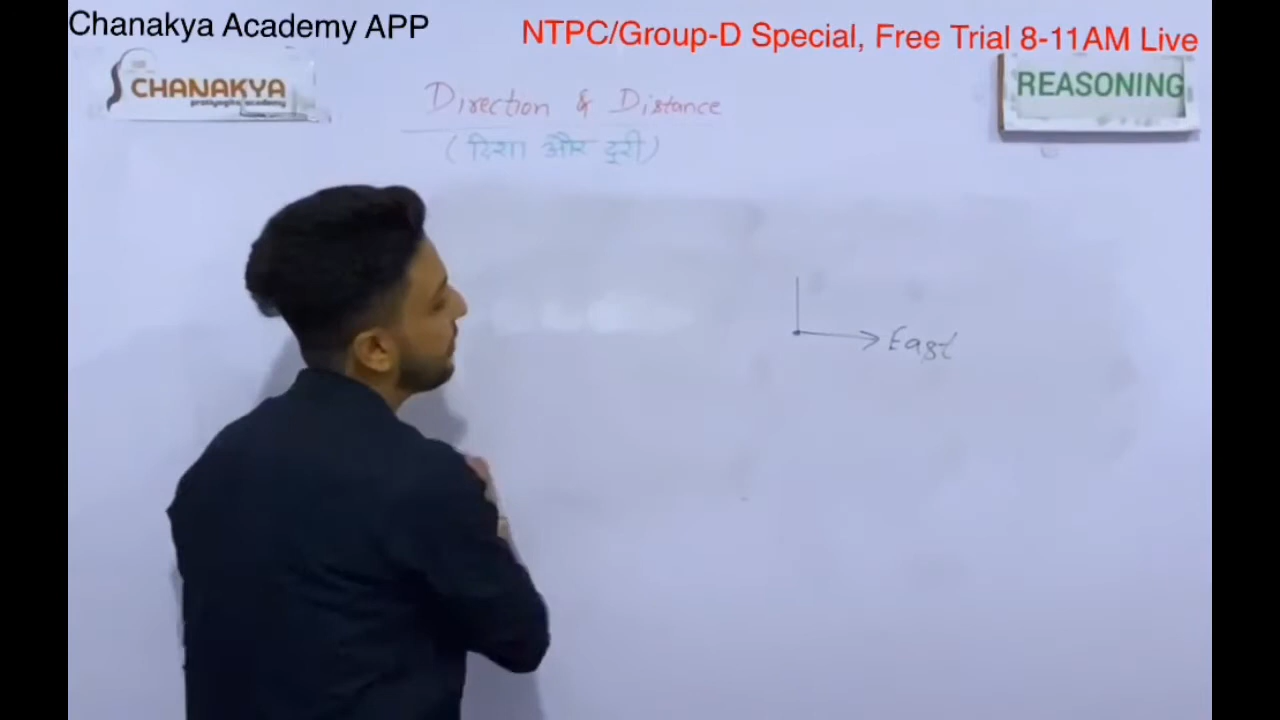 Chanakya Academy APP
NTPC/Group-D Special, Free Trial 8-11AM Live
CHANAKYA
pratiyogita academy
REASONING
Direction & Distance
(दिशा और दूरी)
East